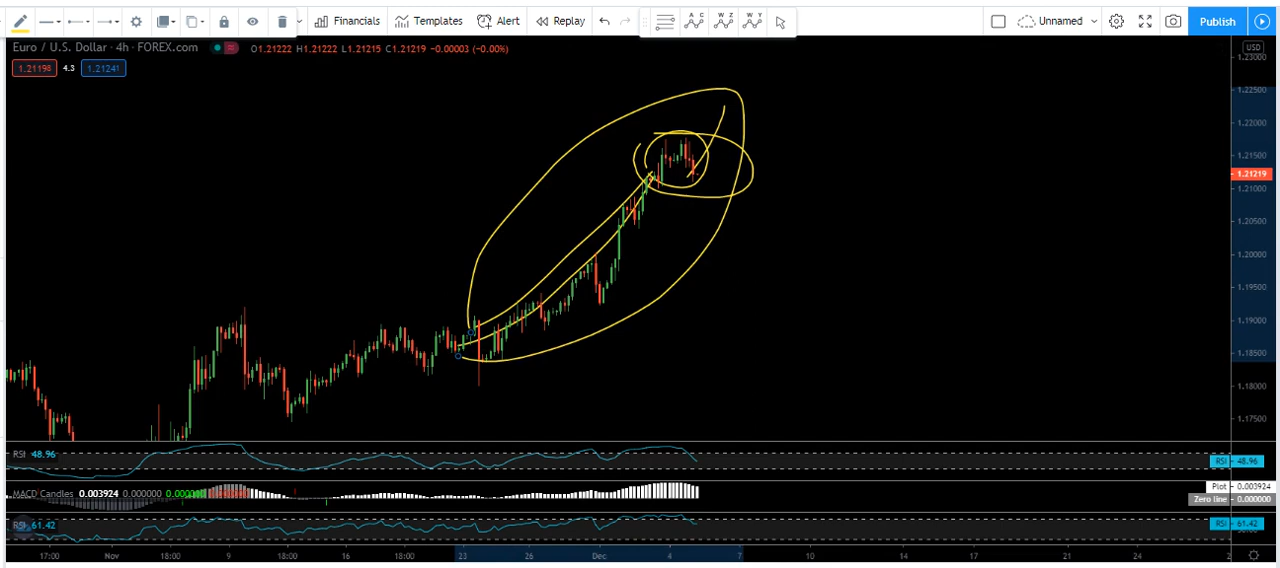 Financials Templates Alert Replay A C W Z W Y Unnamed Publish
Euro / U.S. Dollar · 4h · FOREX.com O1.21222 H1.21222 L1.21215 C1.21219 −0.00003 (−0.00%) USD
1.21198 4.3 1.21241
1.23000
1.22500
1.22000
1.21500
1.21219
1.21000
1.20500
1.20000
1.19500
1.19000
1.18500
1.18000
1.17500
RSI 48.96 RSI 48.96
MACD Candles 0.003924 0.000000 Plot 0.003924
Zero line 0.000000
RSI 61.42 RSI 61.42
17:00 Nov 18:00 9 18:00 16 18:00 23 26 Dec 4 7 10 14 17 21 24